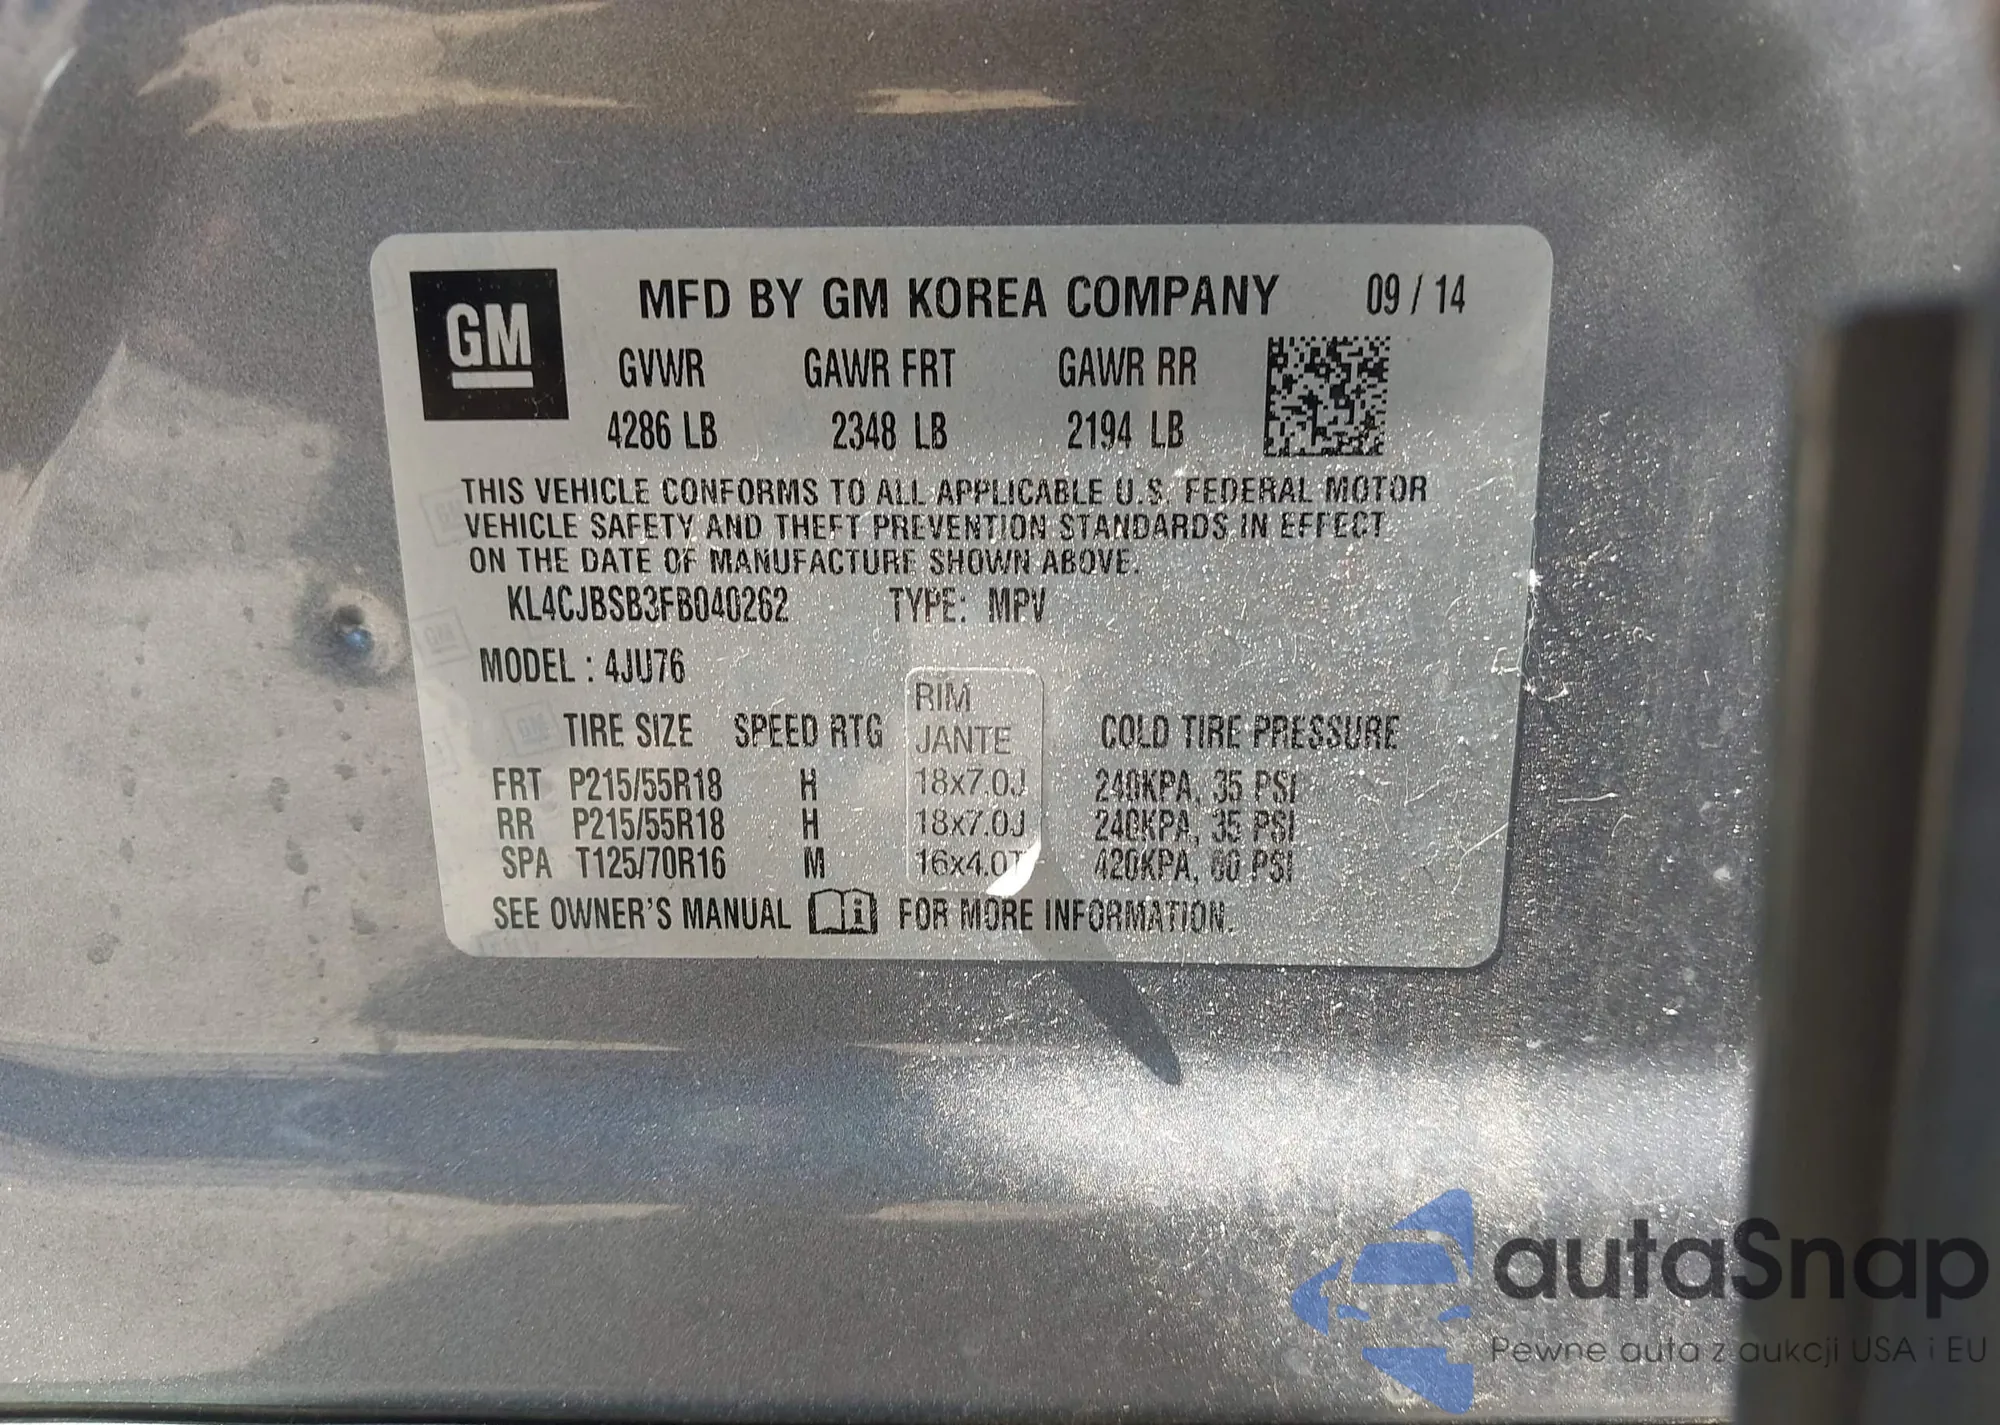 GM
MFD BY GM KOREA COMPANY 09 / 14
GVWR GAWR FRT GAWR RR
4286 LB 2348 LB 2194 LB
THIS VEHICLE CONFORMS TO ALL APPLICABLE U.S. FEDERAL MOTOR
VEHICLE SAFETY AND THEFT PREVENTION STANDARDS IN EFFECT
ON THE DATE OF MANUFACTURE SHOWN ABOVE.
KL4CJBSB3FB040262 TYPE: MPV
MODEL : 4JU76
RIM
TIRE SIZE SPEED RTG JANTE COLD TIRE PRESSURE
FRT P215/55R18 H 18x7.0J 240KPA, 35 PSI
RR P215/55R18 H 18x7.0J 240KPA, 35 PSI
SPA T125/70R16 M 16x4.0T 420KPA, 60 PSI
SEE OWNER'S MANUAL FOR MORE INFORMATION.
autaSnap
Pewne auta z aukcji USA i EU